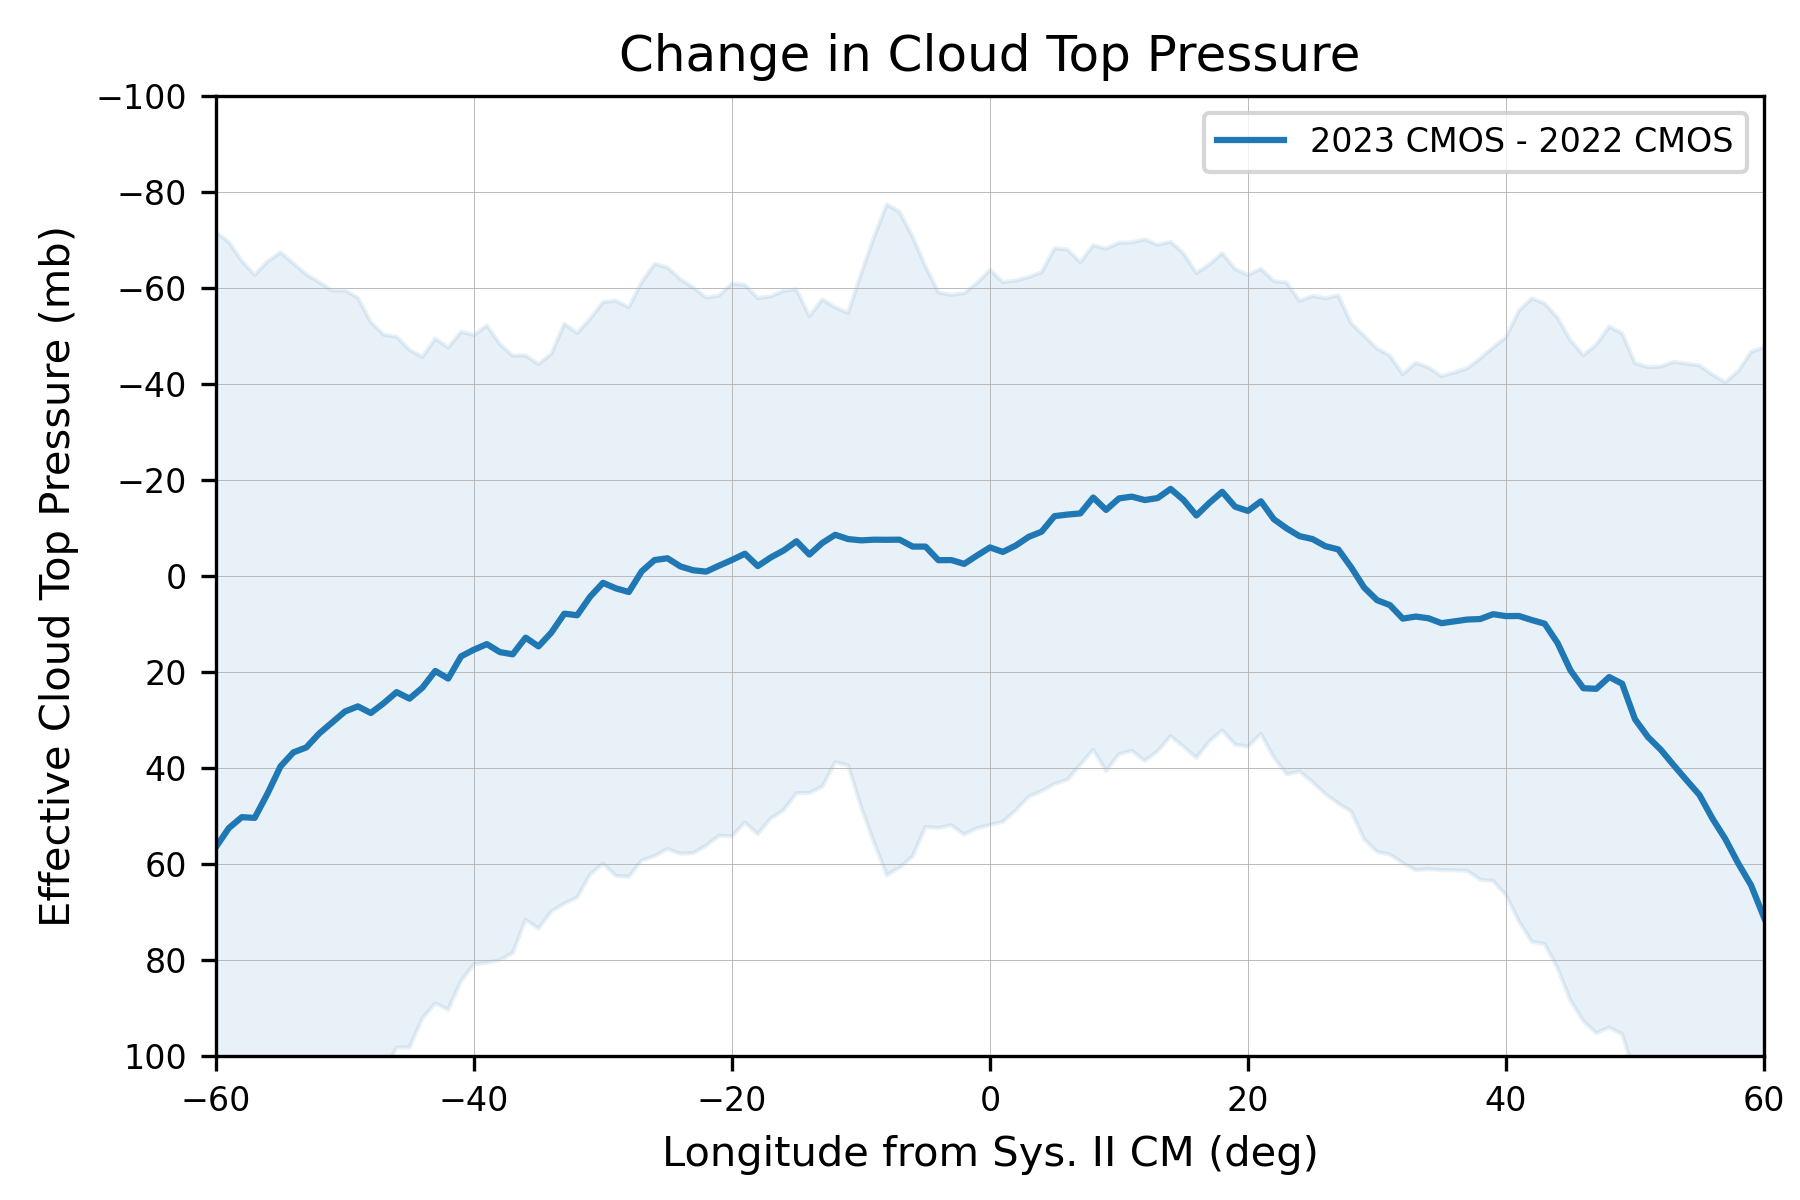 Change in Cloud Top Pressure
2023 CMOS - 2022 CMOS
Effective Cloud Top Pressure (mb)
−100
−80
−60
−40
−20
0
20
40
60
80
100
−60 −40 −20 0 20 40 60
Longitude from Sys. II CM (deg)